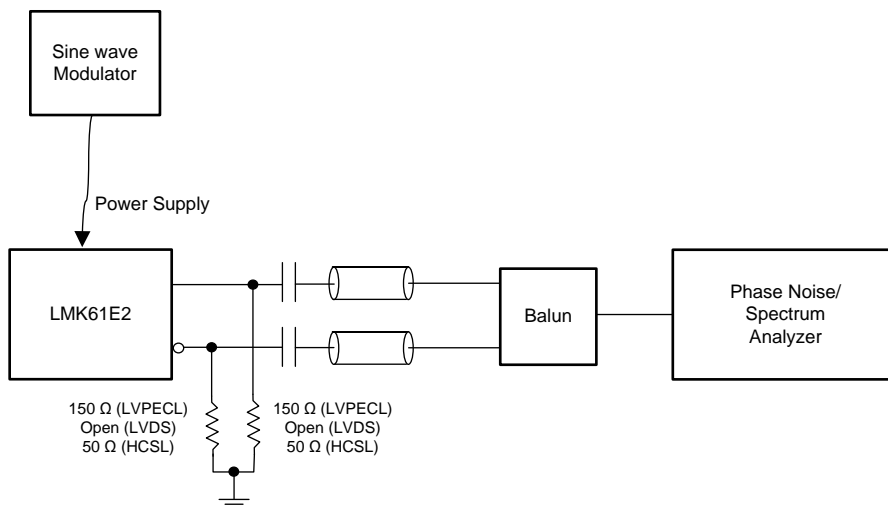 Sine wave
Modulator
Power Supply
LMK61E2
Balun
Phase Noise/
Spectrum
Analyzer
150 Ω (LVPECL)
Open (LVDS)
50 Ω (HCSL)
150 Ω (LVPECL)
Open (LVDS)
50 Ω (HCSL)